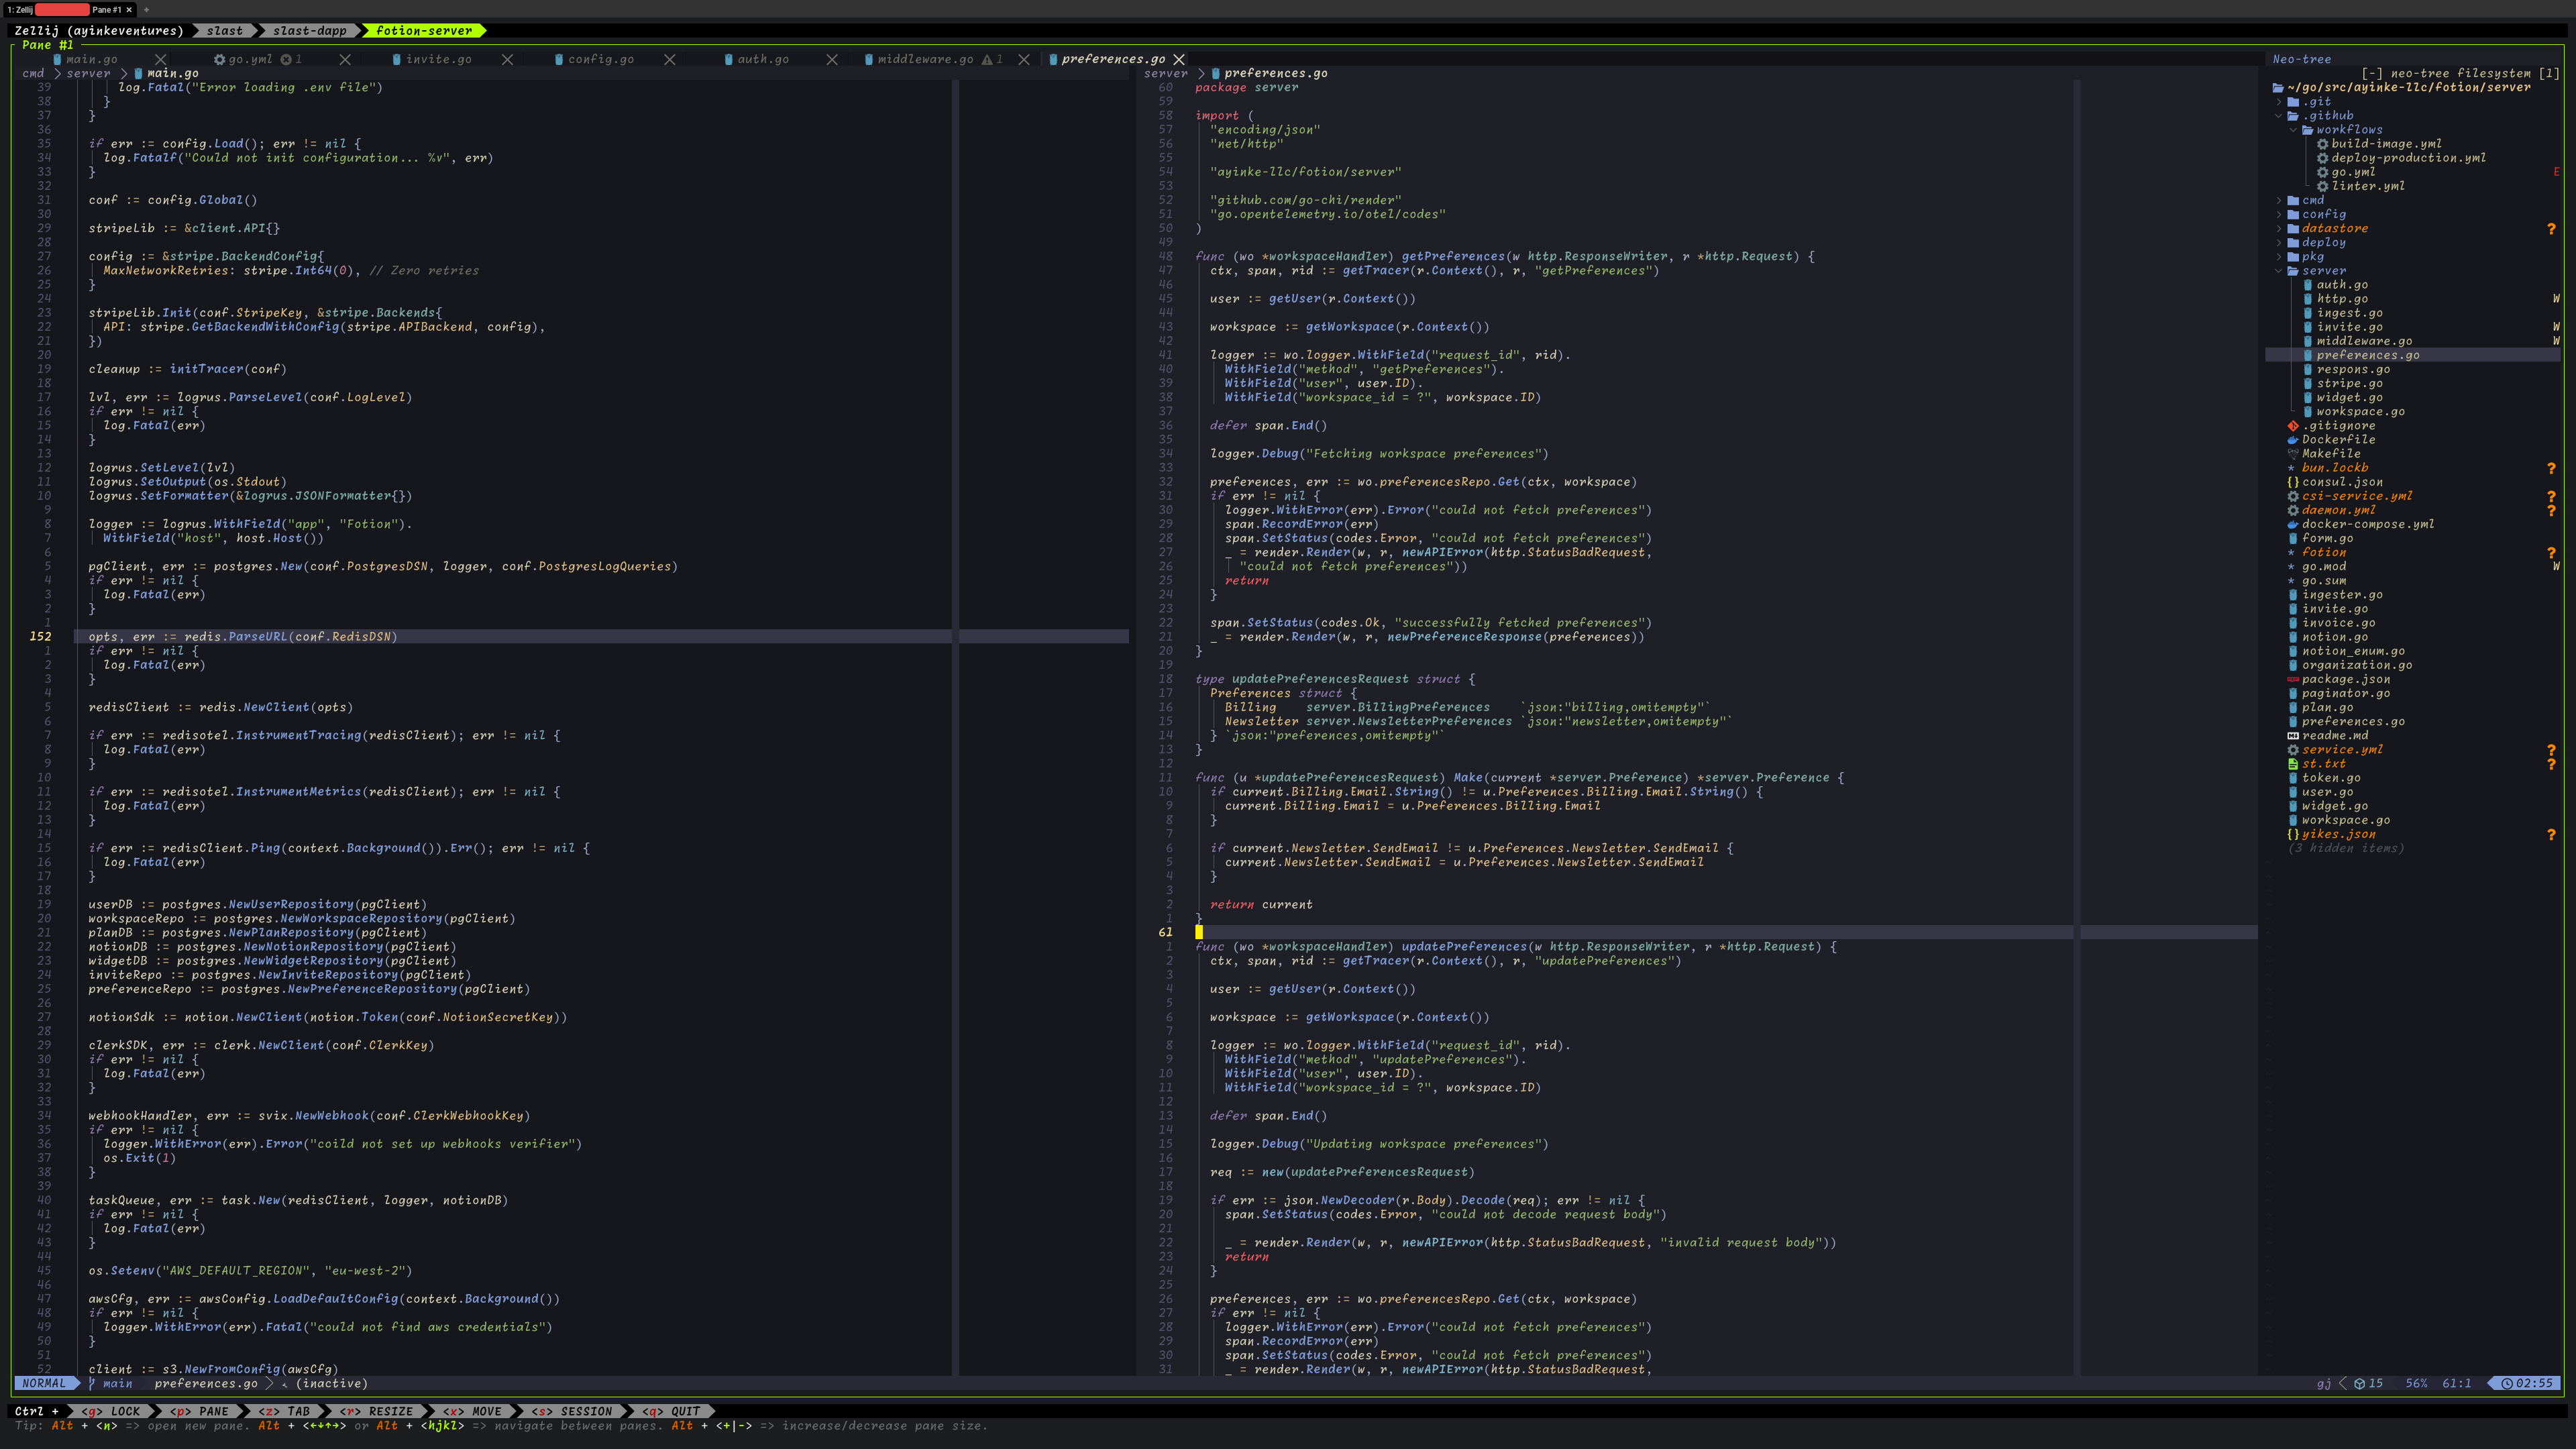 1: Zellij Pane #1 × +
Zellij (ayinkeventures) slast slast-dapp fotion-server
Pane #1
main.go go.yml 1 invite.go config.go auth.go middleware.go 1 preferences.go
cmd > server > main.go
39 log.Fatal("Error loading .env file")
38 }
37 }
36
35 if err := config.Load(); err != nil {
34 log.Fatalf("Could not init configuration... %v", err)
33 }
32
31 conf := config.Global()
30
29 stripeLib := &client.API{}
28
27 config := &stripe.BackendConfig{
26 MaxNetworkRetries: stripe.Int64(0), // Zero retries
25 }
24
23 stripeLib.Init(conf.StripeKey, &stripe.Backends{
22 API: stripe.GetBackendWithConfig(stripe.APIBackend, config),
21 })
20
19 cleanup := initTracer(conf)
18
17 lvl, err := logrus.ParseLevel(conf.LogLevel)
16 if err != nil {
15 log.Fatal(err)
14 }
13
12 logrus.SetLevel(lvl)
11 logrus.SetOutput(os.Stdout)
10 logrus.SetFormatter(&logrus.JSONFormatter{})
9
8 logger := logrus.WithField("app", "Fotion").
7 WithField("host", host.Host())
6
5 pgClient, err := postgres.New(conf.PostgresDSN, logger, conf.PostgresLogQueries)
4 if err != nil {
3 log.Fatal(err)
2 }
1
152 opts, err := redis.ParseURL(conf.RedisDSN)
1 if err != nil {
2 log.Fatal(err)
3 }
4
5 redisClient := redis.NewClient(opts)
6
7 if err := redisotel.InstrumentTracing(redisClient); err != nil {
8 log.Fatal(err)
9 }
10
11 if err := redisotel.InstrumentMetrics(redisClient); err != nil {
12 log.Fatal(err)
13 }
14
15 if err := redisClient.Ping(context.Background()).Err(); err != nil {
16 log.Fatal(err)
17 }
18
19 userDB := postgres.NewUserRepository(pgClient)
20 workspaceRepo := postgres.NewWorkspaceRepository(pgClient)
21 planDB := postgres.NewPlanRepository(pgClient)
22 notionDB := postgres.NewNotionRepository(pgClient)
23 widgetDB := postgres.NewWidgetRepository(pgClient)
24 inviteRepo := postgres.NewInviteRepository(pgClient)
25 preferenceRepo := postgres.NewPreferenceRepository(pgClient)
26
27 notionSdk := notion.NewClient(notion.Token(conf.NotionSecretKey))
28
29 clerkSDK, err := clerk.NewClient(conf.ClerkKey)
30 if err != nil {
31 log.Fatal(err)
32 }
33
34 webhookHandler, err := svix.NewWebhook(conf.ClerkWebhookKey)
35 if err != nil {
36 logger.WithError(err).Error("coild not set up webhooks verifier")
37 os.Exit(1)
38 }
39
40 taskQueue, err := task.New(redisClient, logger, notionDB)
41 if err != nil {
42 log.Fatal(err)
43 }
44
45 os.Setenv("AWS_DEFAULT_REGION", "eu-west-2")
46
47 awsCfg, err := awsConfig.LoadDefaultConfig(context.Background())
48 if err != nil {
49 logger.WithError(err).Fatal("could not find aws credentials")
50 }
51
52 client := s3.NewFromConfig(awsCfg)
server > preferences.go
60 package server
59
58 import (
57 "encoding/json"
56 "net/http"
55
54 "ayinke-llc/fotion/server"
53
52 "github.com/go-chi/render"
51 "go.opentelemetry.io/otel/codes"
50 )
49
48 func (wo *workspaceHandler) getPreferences(w http.ResponseWriter, r *http.Request) {
47 ctx, span, rid := getTracer(r.Context(), r, "getPreferences")
46
45 user := getUser(r.Context())
44
43 workspace := getWorkspace(r.Context())
42
41 logger := wo.logger.WithField("request_id", rid).
40 WithField("method", "getPreferences").
39 WithField("user", user.ID).
38 WithField("workspace_id = ?", workspace.ID)
37
36 defer span.End()
35
34 logger.Debug("Fetching workspace preferences")
33
32 preferences, err := wo.preferencesRepo.Get(ctx, workspace)
31 if err != nil {
30 logger.WithError(err).Error("could not fetch preferences")
29 span.RecordError(err)
28 span.SetStatus(codes.Error, "could not fetch preferences")
27 _ = render.Render(w, r, newAPIError(http.StatusBadRequest,
26 "could not fetch preferences"))
25 return
24 }
23
22 span.SetStatus(codes.Ok, "successfully fetched preferences")
21 _ = render.Render(w, r, newPreferenceResponse(preferences))
20 }
19
18 type updatePreferencesRequest struct {
17 Preferences struct {
16 Billing server.BillingPreferences `json:"billing,omitempty"`
15 Newsletter server.NewsletterPreferences `json:"newsletter,omitempty"`
14 } `json:"preferences,omitempty"`
13 }
12
11 func (u *updatePreferencesRequest) Make(current *server.Preference) *server.Preference {
10 if current.Billing.Email.String() != u.Preferences.Billing.Email.String() {
9 current.Billing.Email = u.Preferences.Billing.Email
8 }
7
6 if current.Newsletter.SendEmail != u.Preferences.Newsletter.SendEmail {
5 current.Newsletter.SendEmail = u.Preferences.Newsletter.SendEmail
4 }
3
2 return current
1 }
61
1 func (wo *workspaceHandler) updatePreferences(w http.ResponseWriter, r *http.Request) {
2 ctx, span, rid := getTracer(r.Context(), r, "updatePreferences")
3
4 user := getUser(r.Context())
5
6 workspace := getWorkspace(r.Context())
7
8 logger := wo.logger.WithField("request_id", rid).
9 WithField("method", "updatePreferences").
10 WithField("user", user.ID).
11 WithField("workspace_id = ?", workspace.ID)
12
13 defer span.End()
14
15 logger.Debug("Updating workspace preferences")
16
17 req := new(updatePreferencesRequest)
18
19 if err := json.NewDecoder(r.Body).Decode(req); err != nil {
20 span.SetStatus(codes.Error, "could not decode request body")
21
22 _ = render.Render(w, r, newAPIError(http.StatusBadRequest, "invalid request body"))
23 return
24 }
25
26 preferences, err := wo.preferencesRepo.Get(ctx, workspace)
27 if err != nil {
28 logger.WithError(err).Error("could not fetch preferences")
29 span.RecordError(err)
30 span.SetStatus(codes.Error, "could not fetch preferences")
31 _ = render.Render(w, r, newAPIError(http.StatusBadRequest,
Neo-tree
[-] neo-tree filesystem [1]
~/go/src/ayinke-llc/fotion/server
.git
.github
workflows
build-image.yml
deploy-production.yml
go.yml E
linter.yml
cmd
config
datastore ?
deploy
pkg
server
auth.go
http.go W
ingest.go
invite.go W
middleware.go W
preferences.go
respons.go
stripe.go
widget.go
workspace.go
.gitignore
Dockerfile
Makefile
* bun.lockb ?
{} consul.json
csi-service.yml ?
daemon.yml ?
docker-compose.yml
form.go
* fotion ?
* go.mod W
* go.sum
ingester.go
invite.go
invoice.go
notion.go
notion_enum.go
organization.go
package.json
paginator.go
plan.go
preferences.go
readme.md
service.yml ?
st.txt ?
token.go
user.go
widget.go
workspace.go
{} yikes.json ?
(3 hidden items)
NORMAL main preferences.go > (inactive) gj 15 56% 61:1 02:55
Ctrl + <g> LOCK <p> PANE <z> TAB <r> RESIZE <x> MOVE <s> SESSION <q> QUIT
Tip: Alt + <n> => open new pane. Alt + <←↓↑→> or Alt + <hjkl> => navigate between panes. Alt + <+|-> => increase/decrease pane size.